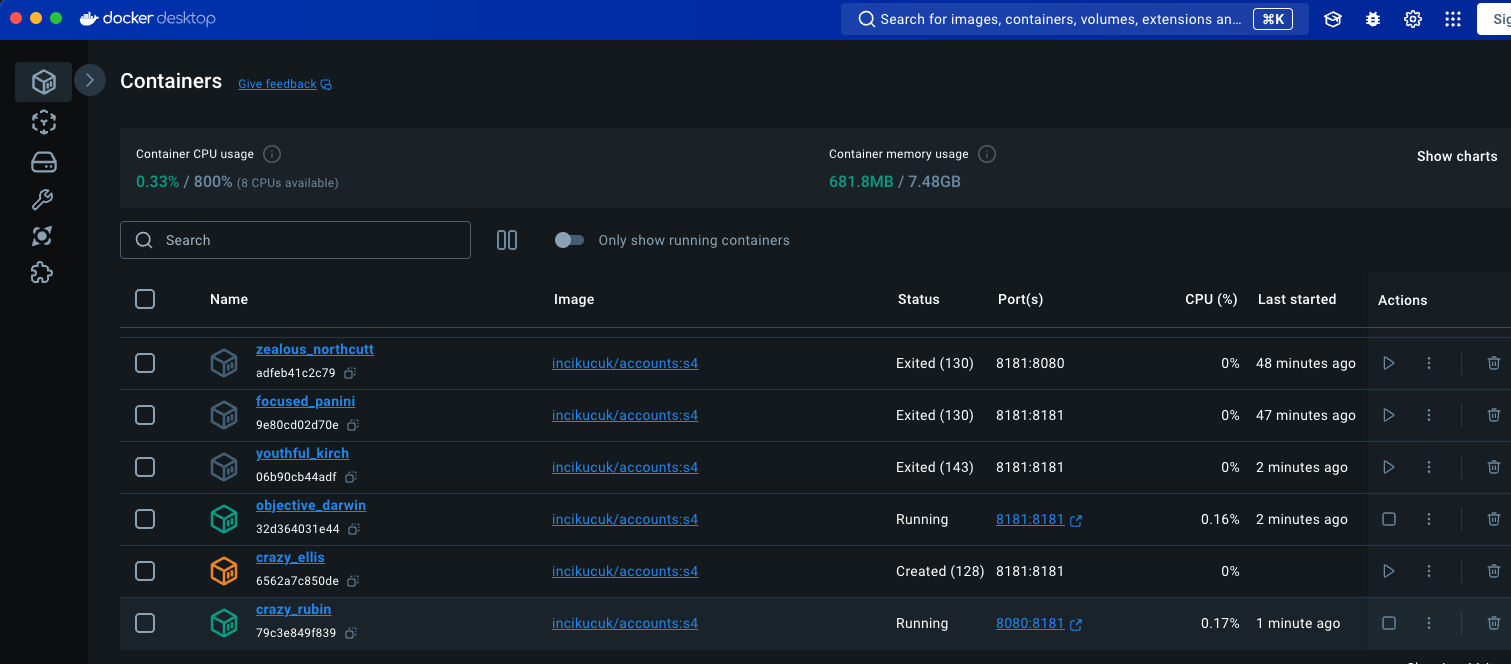 docker desktop
Search for images, containers, volumes, extensions an... ⌘K
Containers Give feedback
Container CPU usage
0.33% / 800% (8 CPUs available)
Container memory usage
681.8MB / 7.48GB
Show charts
Search
Only show running containers
Name Image Status Port(s) CPU (%) Last started Actions
zealous_northcutt
adfeb41c2c79
incikucuk/accounts:s4 Exited (130) 8181:8080 0% 48 minutes ago
focused_panini
9e80cd02d70e
incikucuk/accounts:s4 Exited (130) 8181:8181 0% 47 minutes ago
youthful_kirch
06b90cb44adf
incikucuk/accounts:s4 Exited (143) 8181:8181 0% 2 minutes ago
objective_darwin
32d364031e44
incikucuk/accounts:s4 Running 8181:8181 0.16% 2 minutes ago
crazy_ellis
6562a7c850de
incikucuk/accounts:s4 Created (128) 8181:8181 0%
crazy_rubin
79c3e849f839
incikucuk/accounts:s4 Running 8080:8181 0.17% 1 minute ago